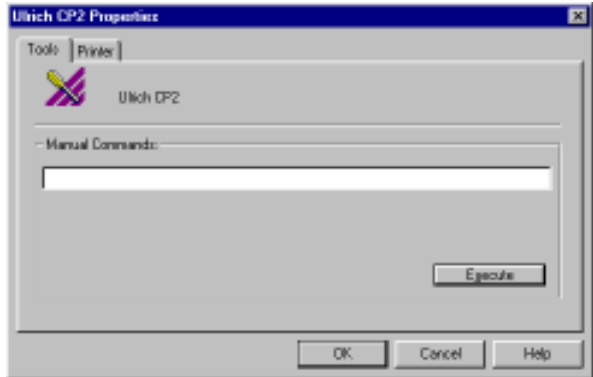 Ulrich CP2 Properties
Tools Printer
Ulrich CP2
Manual Commands:
Execute
OK Cancel Help